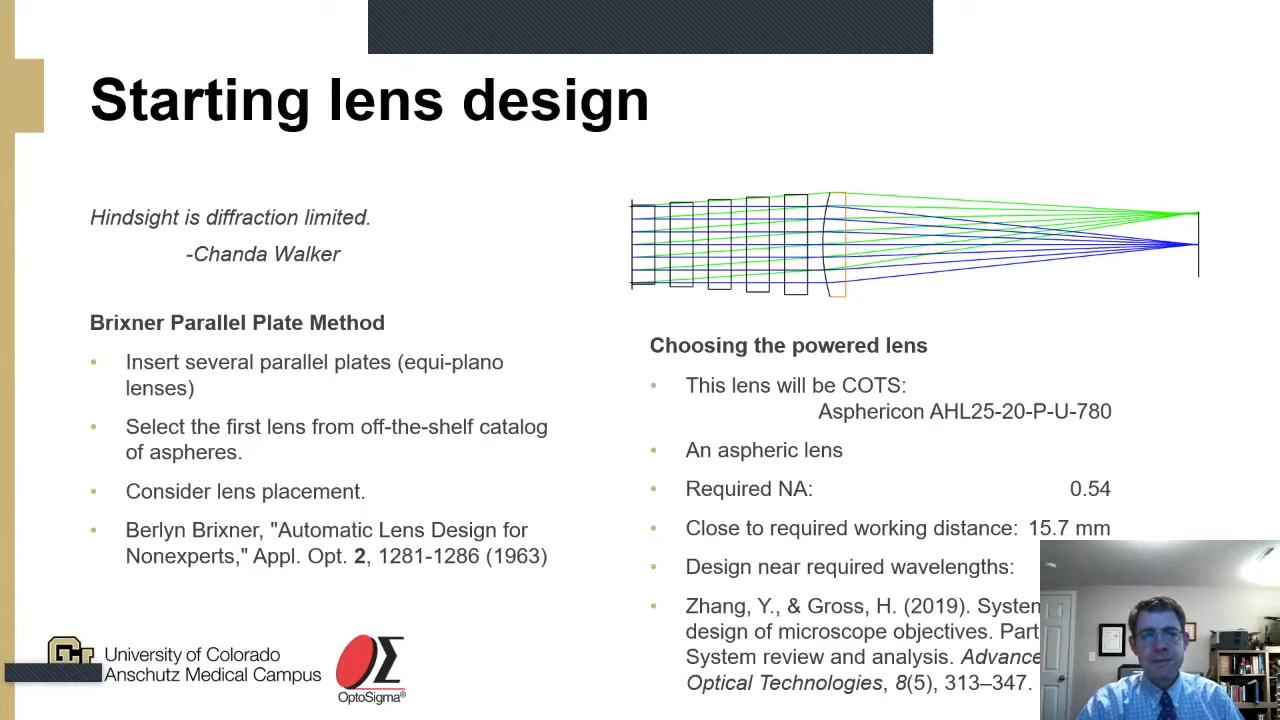 Starting lens design
Hindsight is diffraction limited.
-Chanda Walker
Brixner Parallel Plate Method
• Insert several parallel plates (equi-plano
lenses)
• Select the first lens from off-the-shelf catalog
of aspheres.
• Consider lens placement.
• Berlyn Brixner, "Automatic Lens Design for
Nonexperts," Appl. Opt. 2, 1281-1286 (1963)
Choosing the powered lens
• This lens will be COTS:
Asphericon AHL25-20-P-U-780
• An aspheric lens
• Required NA: 0.54
• Close to required working distance: 15.7 mm
• Design near required wavelengths:
• Zhang, Y., & Gross, H. (2019). System
design of microscope objectives. Part
System review and analysis. Advance
Optical Technologies, 8(5), 313–347.
University of Colorado
Anschutz Medical Campus
OptoSigma®